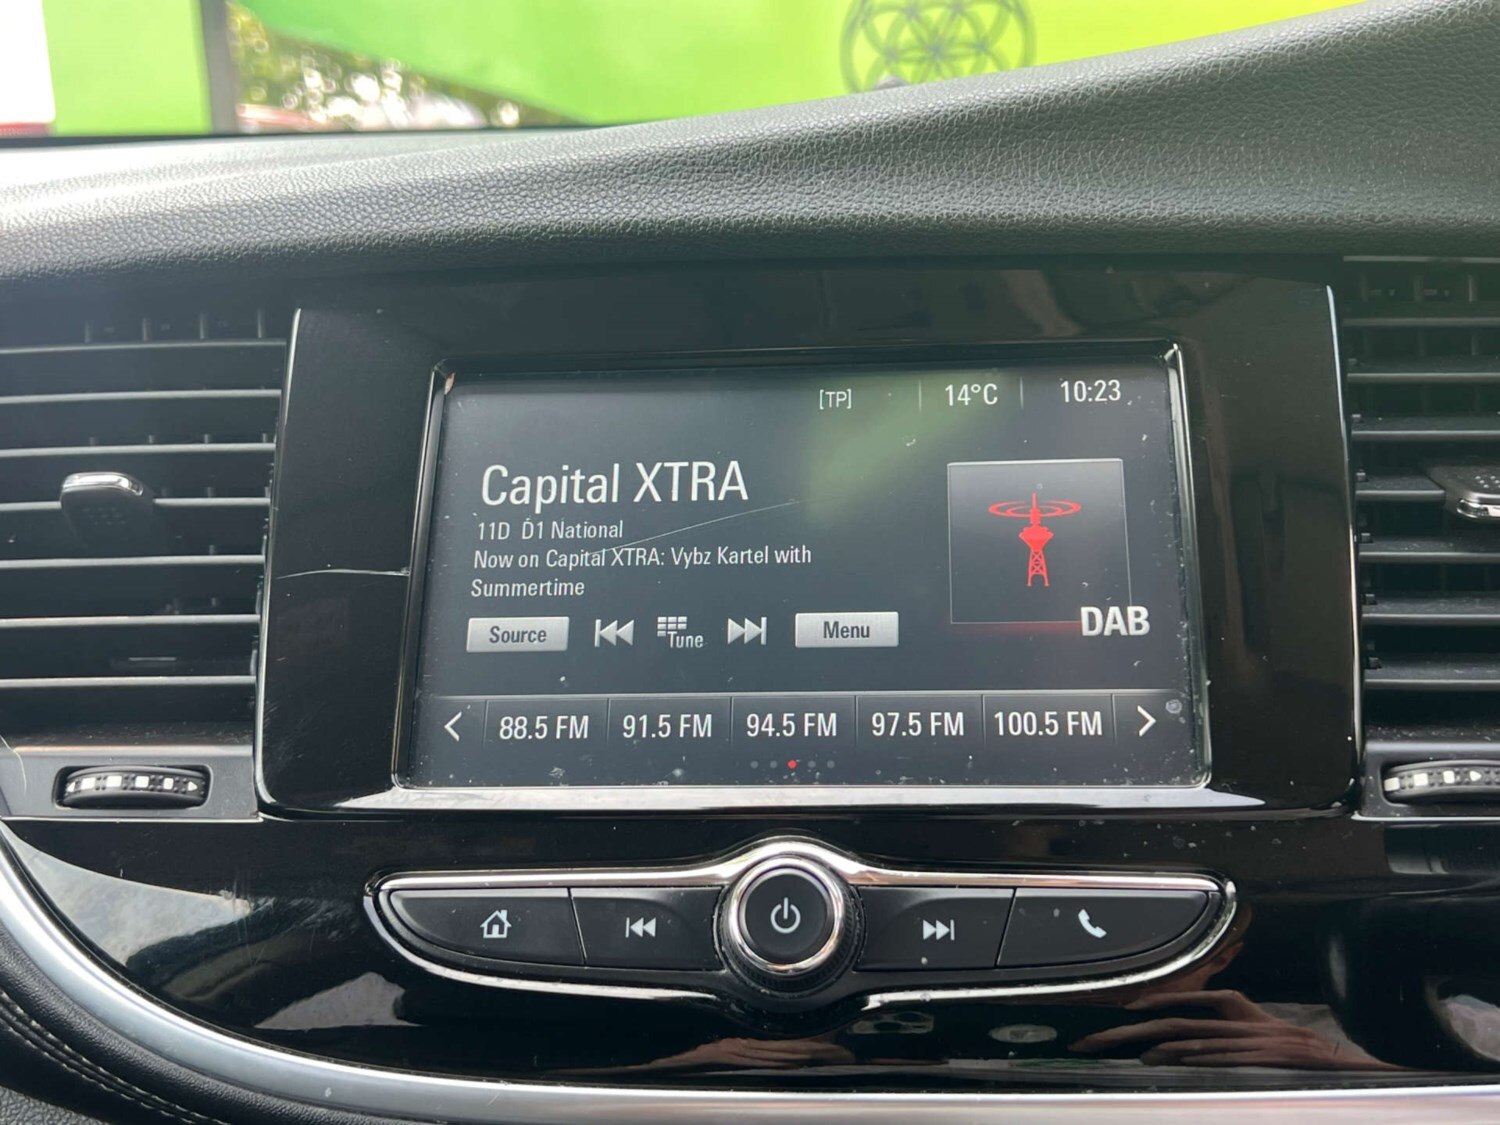 [TP] 14°C 10:23
Capital XTRA
11D D1 National
Now on Capital XTRA: Vybz Kartel with
Summertime
DAB
Source Tune Menu
88.5 FM 91.5 FM 94.5 FM 97.5 FM 100.5 FM